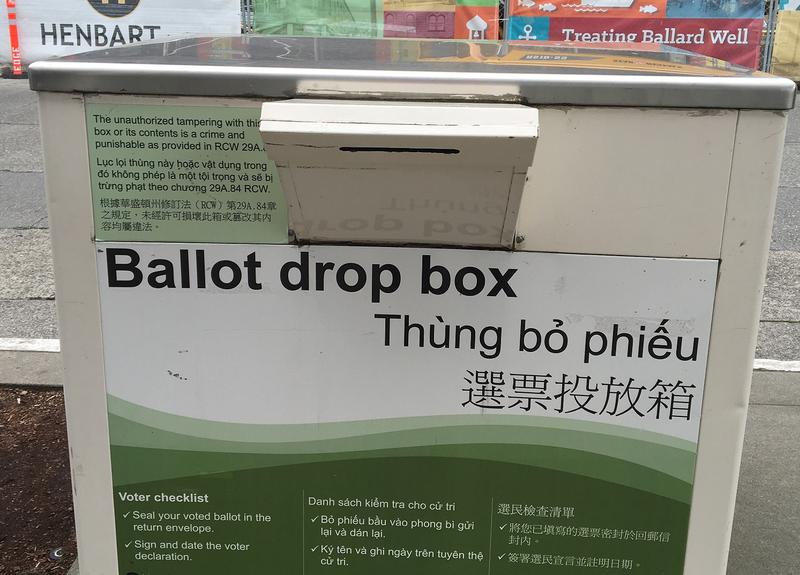 HENBART
Treating Ballard Well
The unauthorized tampering with this
box or its contents is a crime and
punishable as provided in RCW 29A.
Lục lọi thùng này hoặc vật dụng trong
đó không phép là một tội trọng và sẽ bị
trừng phạt theo chương 29A.84 RCW.
根據華盛頓州修訂法（RCW）第29A.84章
之規定，未經許可損壞此箱或篡改其內
容均屬違法。
Ballot drop box
Thùng bỏ phiếu
選票投放箱
Voter checklist
✓ Seal your voted ballot in the
return envelope.
✓ Sign and date the voter
declaration.
Danh sách kiểm tra cho cử tri
✓ Bỏ phiếu bầu vào phong bì gửi
lại và dán lại.
✓ Ký tên và ghi ngày trên tuyên thệ
cử tri.
選民檢查清單
✓ 將您已填寫的選票密封於回郵信
封內。
✓ 簽署選民宣言並註明日期。